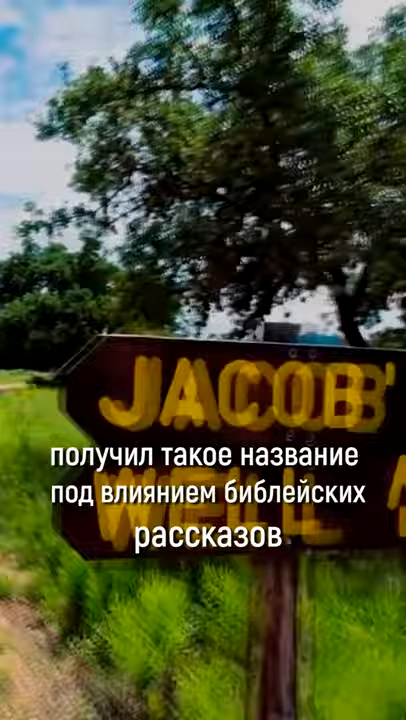 JACOB'
получил такое название
под влиянием библейских
WELL
рассказов